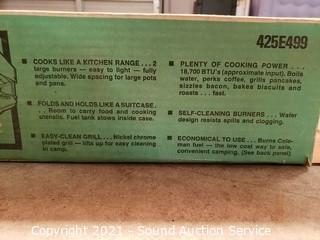 425E499
COOKS LIKE A KITCHEN RANGE . . . 2
large burners — easy to light — fully
adjustable. Wide spacing for large pots
and pans.
FOLDS AND HOLDS LIKE A SUITCASE .
Room to carry food and cooking
utensils. Fuel tank stows inside case.
EASY-CLEAN GRILL . . . Nickel chrome
plated grill — lifts up for easy cleaning
in camp.
PLENTY OF COOKING POWER . . .
18,700 BTU's (approximate input). Boils
water, perks coffee, grills pancakes,
sizzles bacon, bakes biscuits and
roasts . . . fast.
SELF-CLEANING BURNERS . . . Water
design resists spills and clogging.
ECONOMICAL TO USE . . . Burns Cole-
man fuel — the low cost way to safe,
convenient camping. (See back panel)
Copyright 2021 - Sound Auction Service